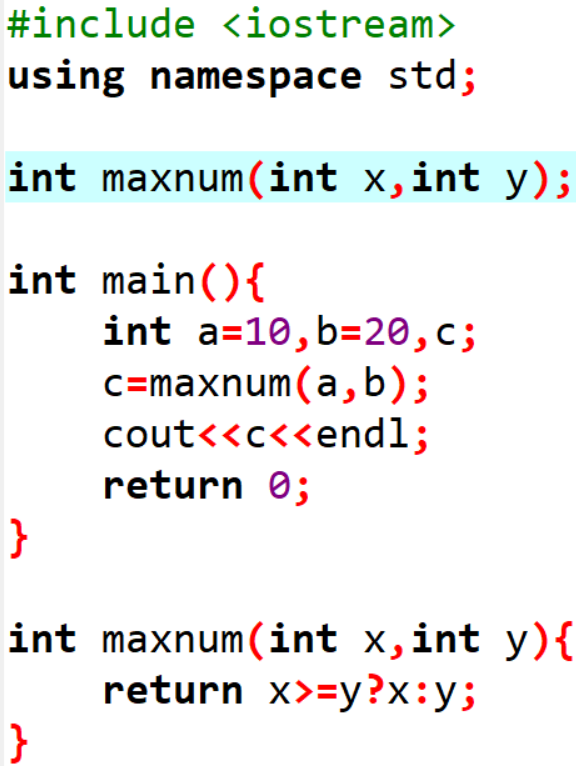 #include <iostream>
using namespace std;
int maxnum(int x,int y);
int main(){
    int a=10,b=20,c;
    c=maxnum(a,b);
    cout<<c<<endl;
    return 0;
}
int maxnum(int x,int y){
    return x>=y?x:y;
}